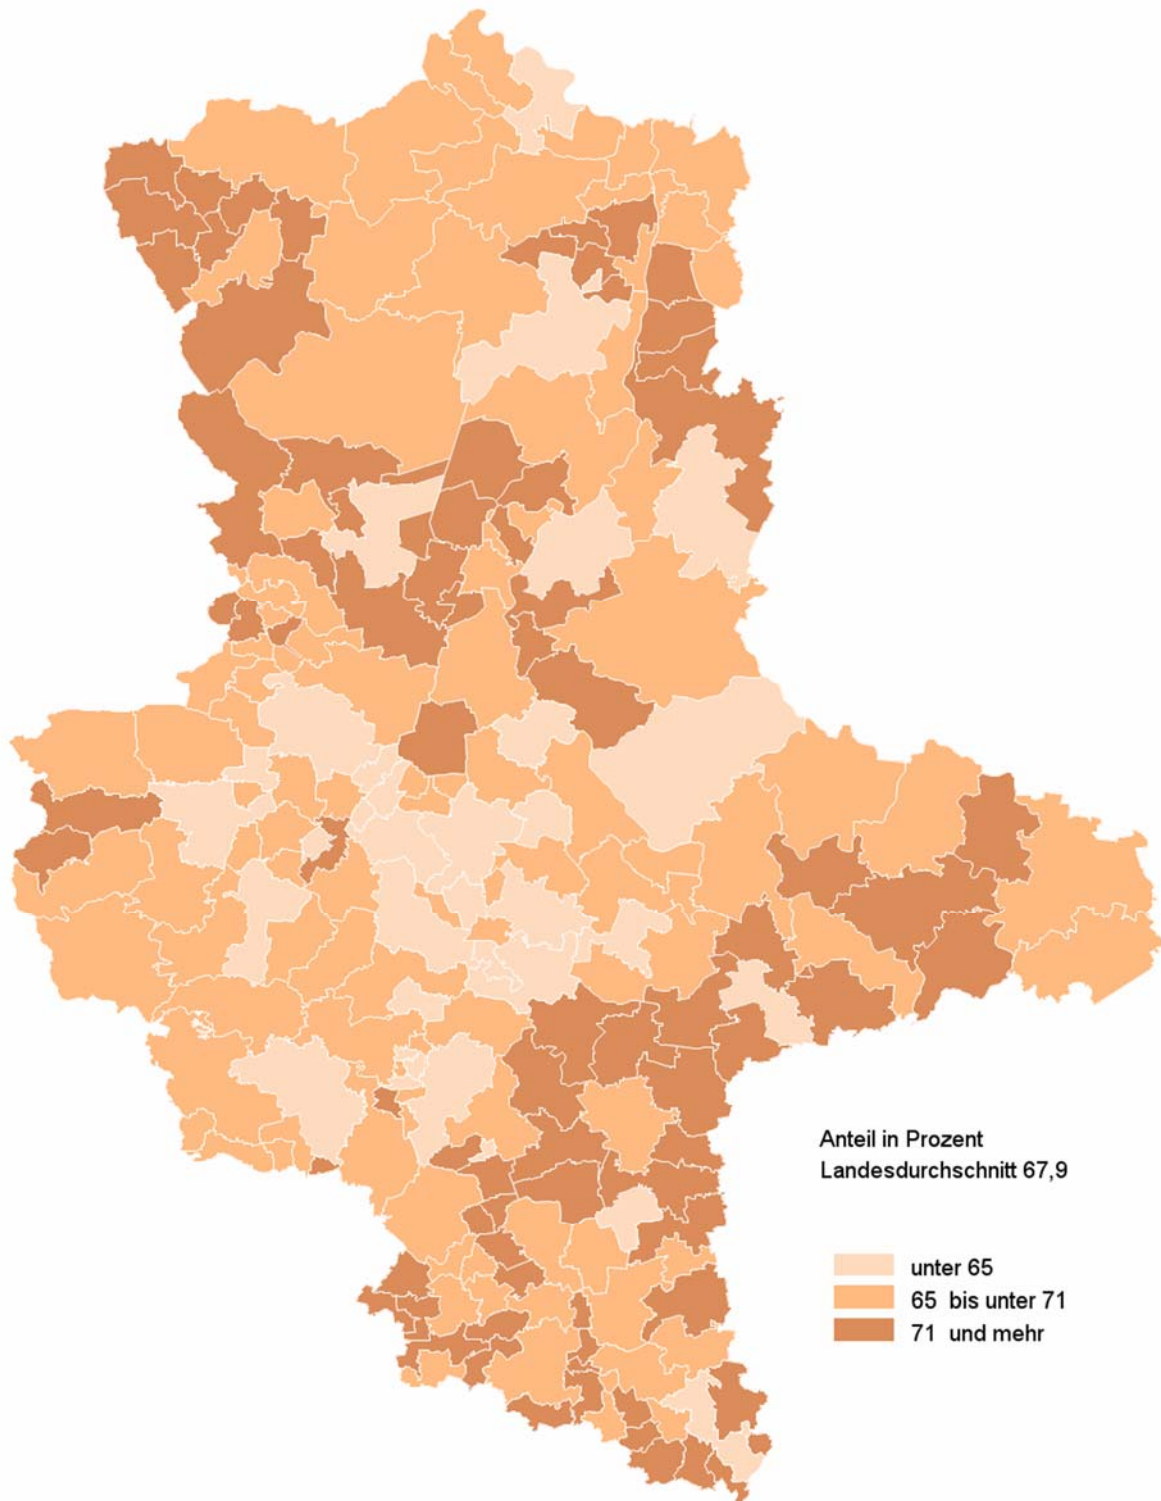 Anteil in Prozent
Landesdurchschnitt 67,9
unter 65
65 bis unter 71
71 und mehr